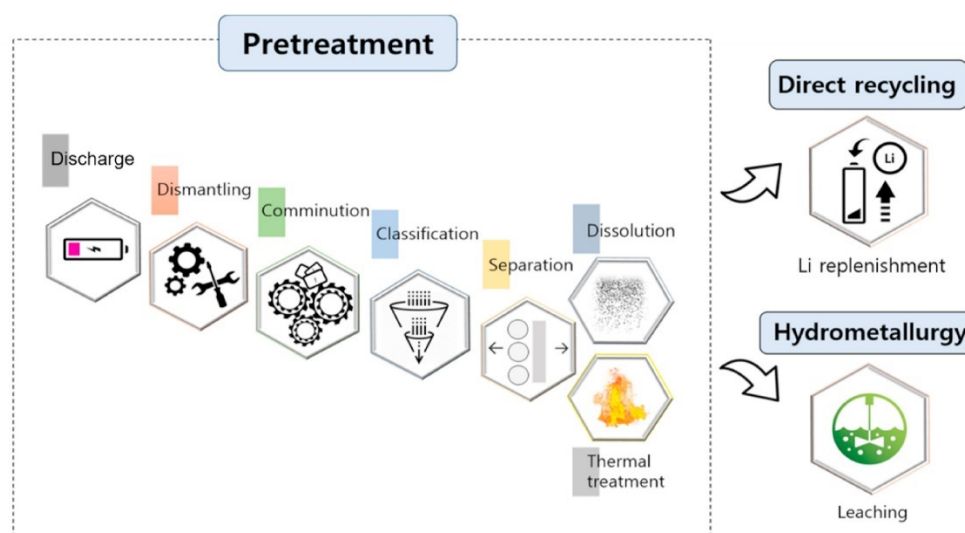 Pretreatment
Discharge
Dismantling
Comminution
Classification
Separation
Dissolution
Thermal
treatment
Direct recycling
Li
Li replenishment
Hydrometallurgy
Leaching